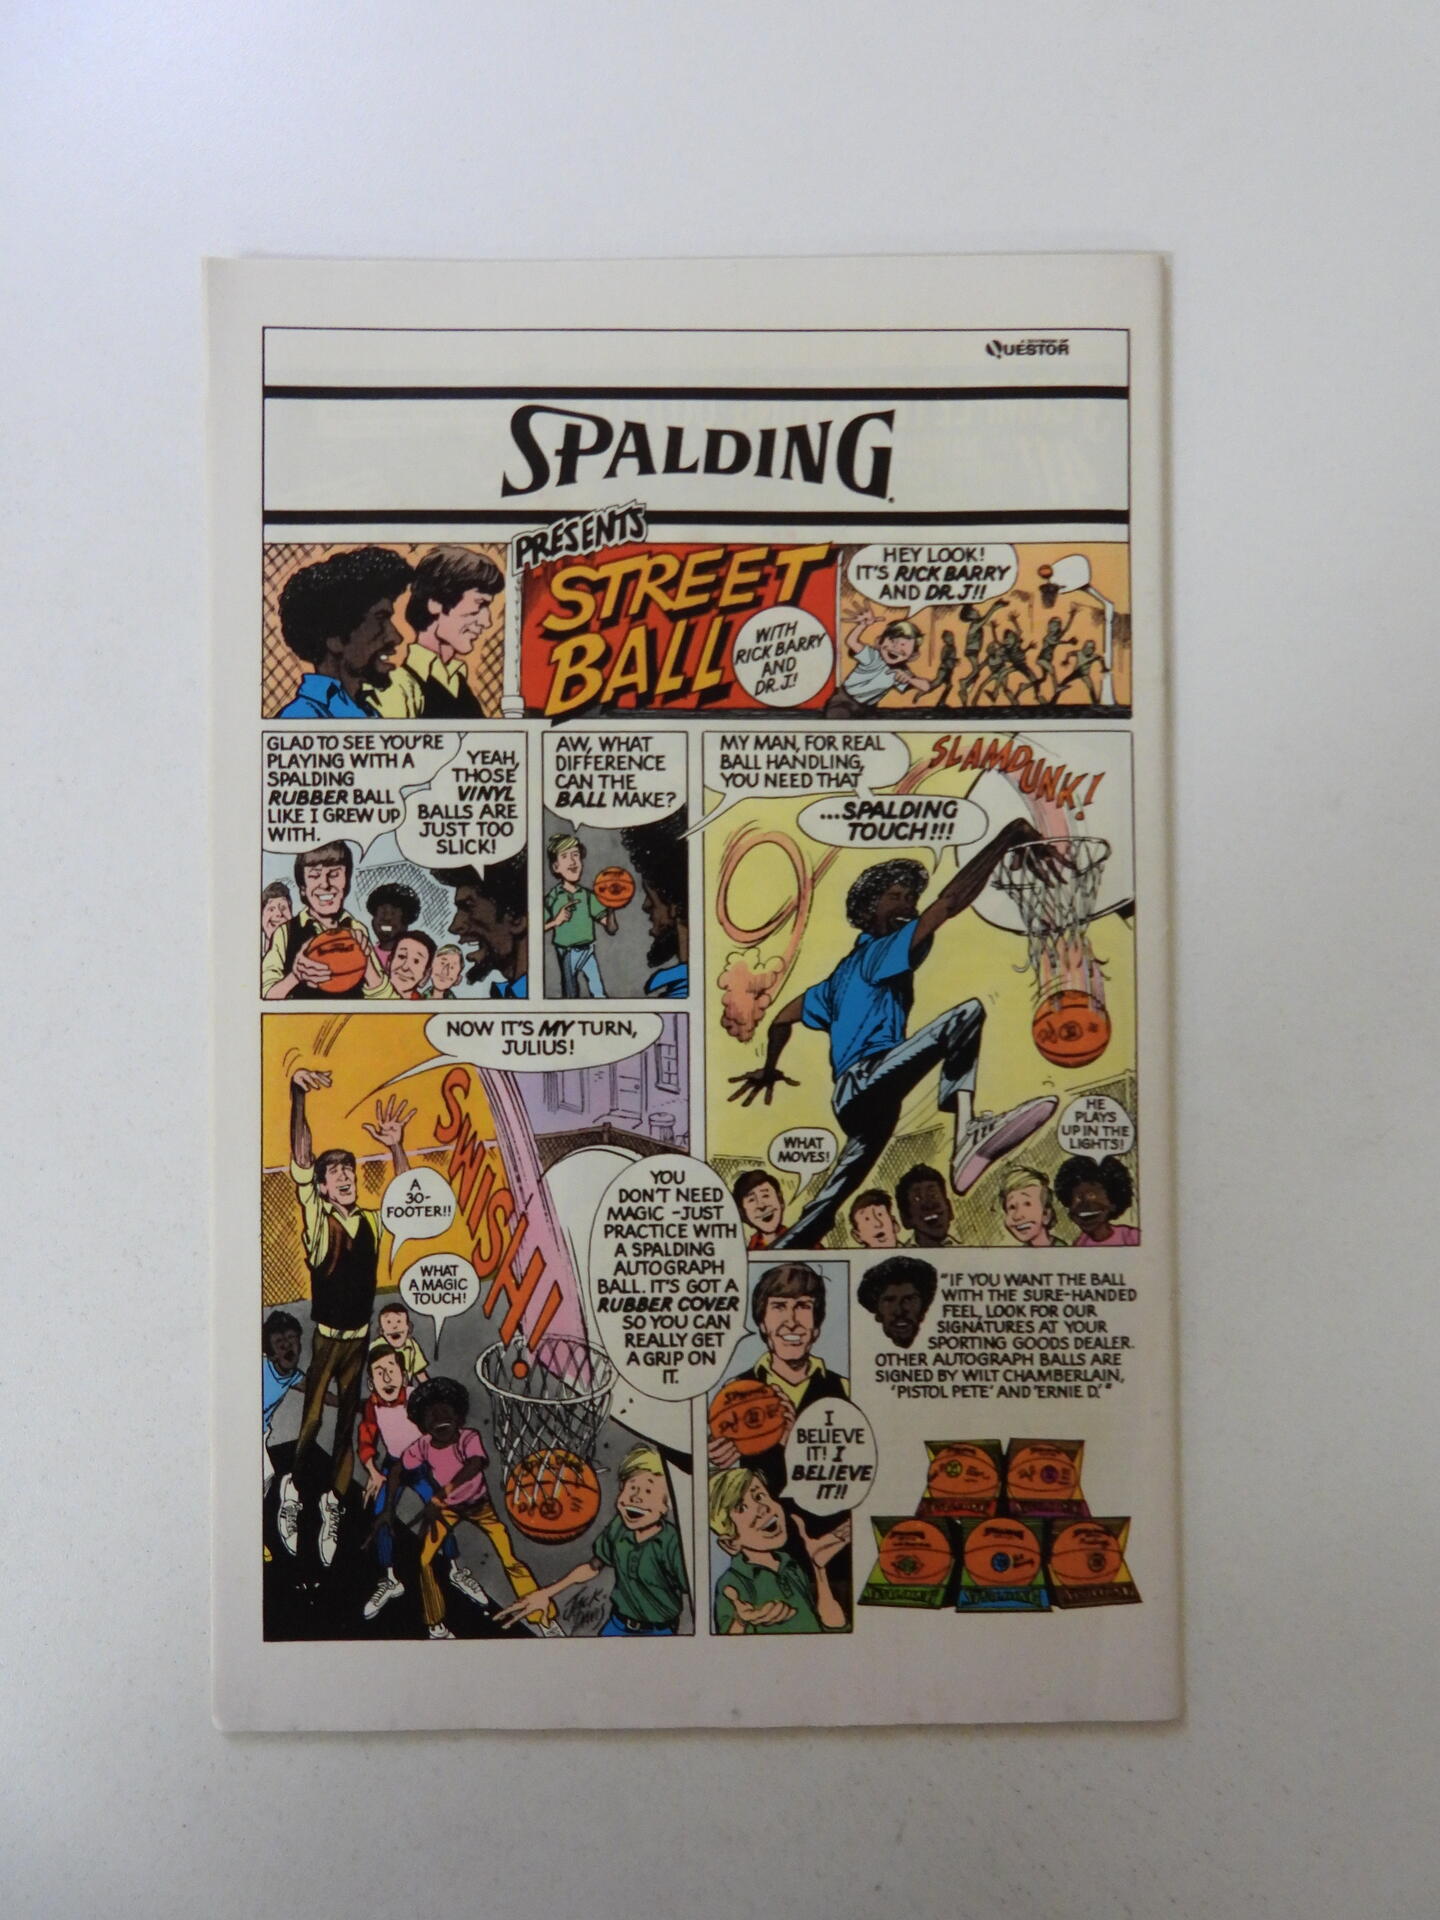 A DIVISION OF
QUESTOR
SPALDING
PRESENTS
STREET
BALL
WITH
RICK BARRY
AND
DR. J.!
HEY LOOK!
IT'S RICK BARRY
AND DR. J!!
GLAD TO SEE YOU'RE
PLAYING WITH A
SPALDING
RUBBER BALL
LIKE I GREW UP
WITH.
YEAH,
THOSE
VINYL
BALLS ARE
JUST TOO
SLICK!
AW, WHAT
DIFFERENCE
CAN THE
BALL MAKE?
MY MAN, FOR REAL
BALL HANDLING,
YOU NEED THAT
...SPALDING
TOUCH!!!
SLAMDUNK!
WHAT
MOVES!
HE
PLAYS
UP IN THE
LIGHTS!
NOW IT'S MY TURN,
JULIUS!
SWISH!
A
30-
FOOTER!!
WHAT
A MAGIC
TOUCH!
YOU
DON'T NEED
MAGIC -JUST
PRACTICE WITH
A SPALDING
AUTOGRAPH
BALL. IT'S GOT A
RUBBER COVER
SO YOU CAN
REALLY GET
A GRIP ON
IT.
JACK
DAVIS
SPALDING
I
BELIEVE
IT! I
BELIEVE
IT!!
"IF YOU WANT THE BALL
WITH THE SURE-HANDED
FEEL, LOOK FOR OUR
SIGNATURES AT YOUR
SPORTING GOODS DEALER.
OTHER AUTOGRAPH BALLS ARE
SIGNED BY WILT CHAMBERLAIN,
'PISTOL PETE' AND 'ERNIE D.'"